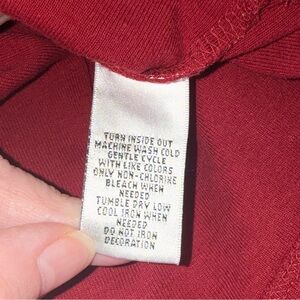 TURN INSIDE OUT
MACHINE WASH COLD
GENTLE CYCLE
WITH LIKE COLORS
ONLY NON-CHLORINE
BLEACH WHEN
NEEDED
TUMBLE DRY LOW
COOL IRON WHEN
NEEDED
DO NOT IRON
DECORATION